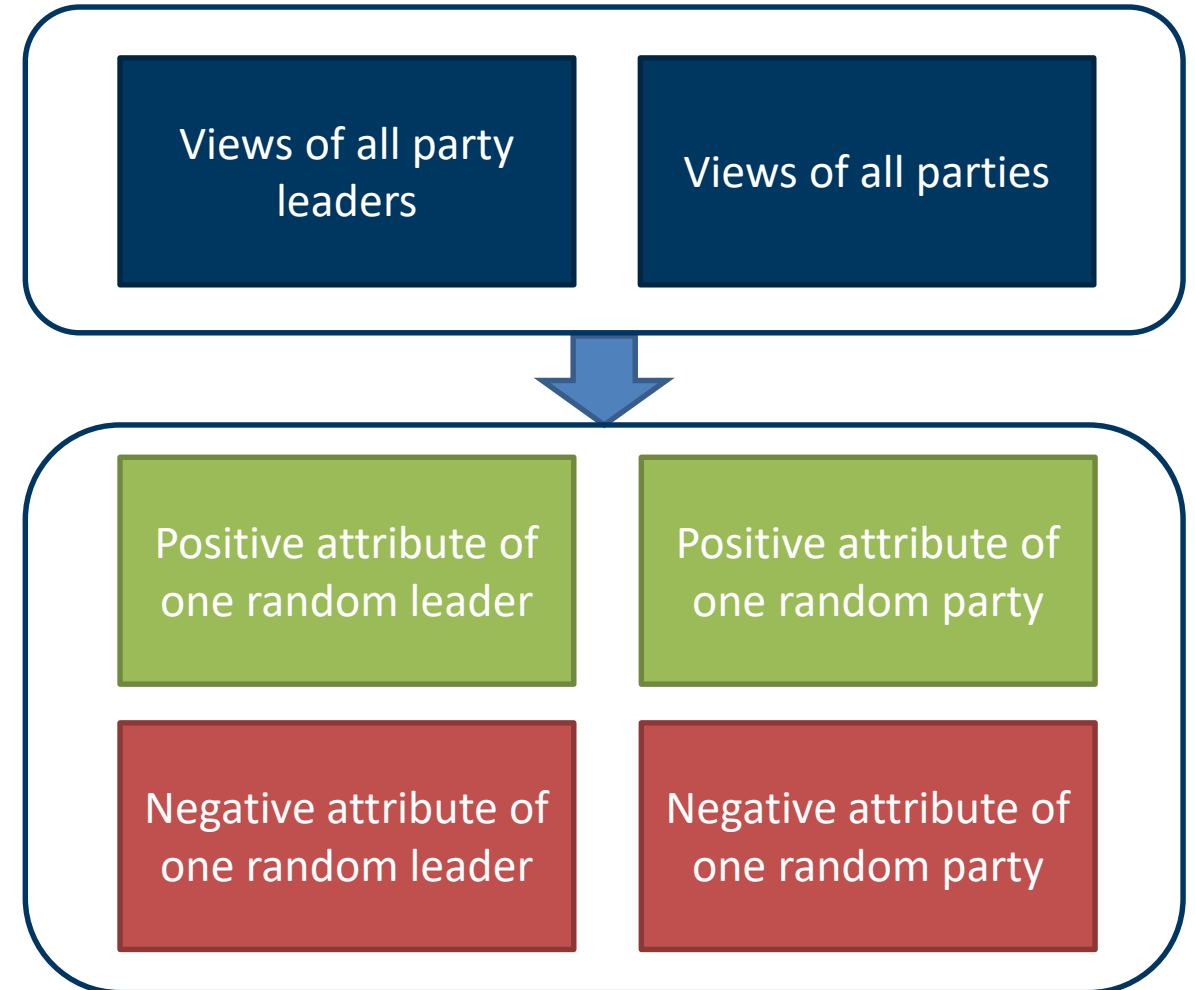 Views of all party
leaders
Views of all parties
Positive attribute of
one random leader
Positive attribute of
one random party
Negative attribute of
one random leader
Negative attribute of
one random party